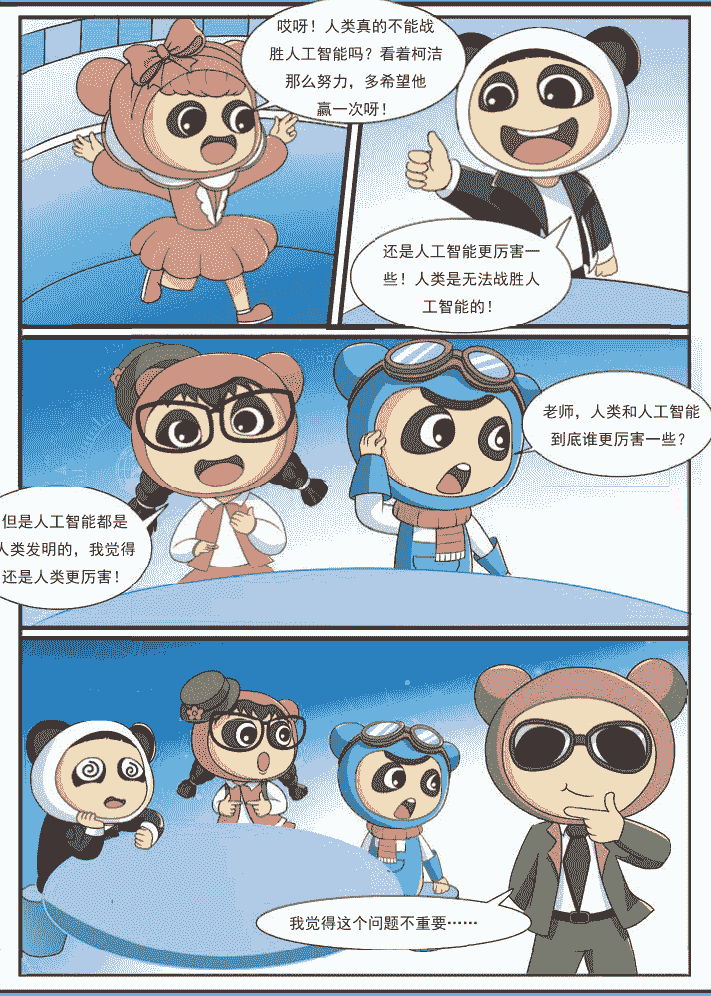 哎呀！人类真的不能战
胜人工智能吗？看着柯洁
那么努力，多希望他
赢一次呀！
还是人工智能更厉害一
些！人类是无法战胜人
工智能的！
但是人工智能都是
人类发明的，我觉得
还是人类更厉害！
老师，人类和人工智能
到底谁更厉害一些？
我觉得这个问题不重要……